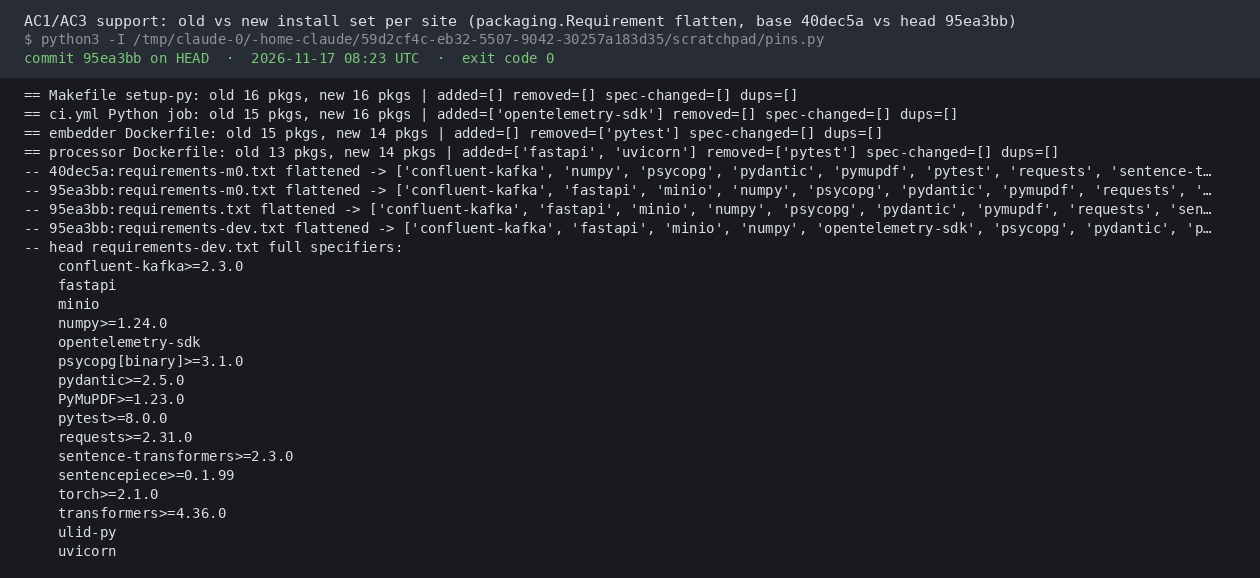 AC1/AC3 support: old vs new install set per site (packaging.Requirement flatten, base 40dec5a vs head 95ea3bb)
$ python3 -I /tmp/claude-0/-home-claude/59d2cf4c-eb32-5507-9042-30257a183d35/scratchpad/pins.py
commit 95ea3bb on HEAD · 2026-11-17 08:23 UTC · exit code 0
== Makefile setup-py: old 16 pkgs, new 16 pkgs | added=[] removed=[] spec-changed=[] dups=[]
== ci.yml Python job: old 15 pkgs, new 16 pkgs | added=['opentelemetry-sdk'] removed=[] spec-changed=[] dups=[]
== embedder Dockerfile: old 15 pkgs, new 14 pkgs | added=[] removed=['pytest'] spec-changed=[] dups=[]
== processor Dockerfile: old 13 pkgs, new 14 pkgs | added=['fastapi', 'uvicorn'] removed=['pytest'] spec-changed=[] dups=[]
-- 40dec5a:requirements-m0.txt flattened -> ['confluent-kafka', 'numpy', 'psycopg', 'pydantic', 'pymupdf', 'pytest', 'requests', 'sentence-t…
-- 95ea3bb:requirements-m0.txt flattened -> ['confluent-kafka', 'fastapi', 'minio', 'numpy', 'psycopg', 'pydantic', 'pymupdf', 'requests', '…
-- 95ea3bb:requirements.txt flattened -> ['confluent-kafka', 'fastapi', 'minio', 'numpy', 'psycopg', 'pydantic', 'pymupdf', 'requests', 'sen…
-- 95ea3bb:requirements-dev.txt flattened -> ['confluent-kafka', 'fastapi', 'minio', 'numpy', 'opentelemetry-sdk', 'psycopg', 'pydantic', 'p…
-- head requirements-dev.txt full specifiers:
confluent-kafka>=2.3.0
fastapi
minio
numpy>=1.24.0
opentelemetry-sdk
psycopg[binary]>=3.1.0
pydantic>=2.5.0
PyMuPDF>=1.23.0
pytest>=8.0.0
requests>=2.31.0
sentence-transformers>=2.3.0
sentencepiece>=0.1.99
torch>=2.1.0
transformers>=4.36.0
ulid-py
uvicorn